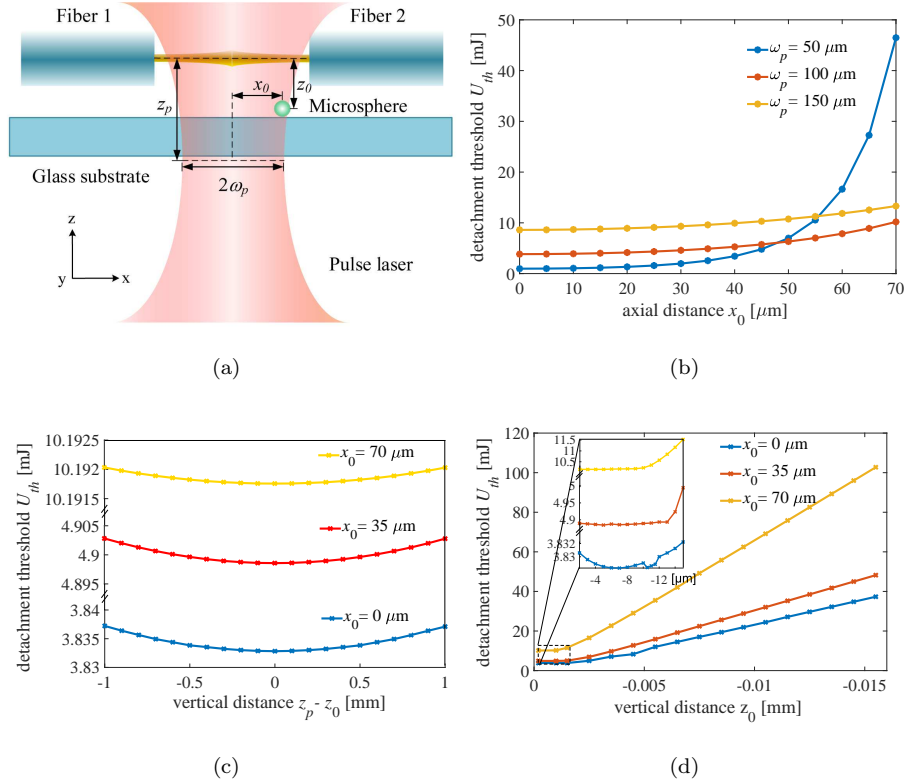 Fiber 1
Fiber 2
x₀
z₀
zₚ
Microsphere
Glass substrate
2ωₚ
z
y
x
Pulse laser
(a)
detachment threshold Uₜₕ [mJ]
50
40
30
20
10
0
ωₚ= 50 μm
ωₚ= 100 μm
ωₚ= 150 μm
0 10 20 30 40 50 60 70
axial distance x₀ [μm]
(b)
detachment threshold Uₜₕ [mJ]
10.1925
10.192
10.1915
4.905
4.9
4.895
3.84
3.835
3.83
x₀= 70 μm
x₀= 35 μm
x₀= 0 μm
-1 -0.5 0 0.5 1
vertical distance zₚ- z₀ [mm]
(c)
detachment threshold Uₜₕ [mJ]
120
100
80
60
40
20
0
11.5
10.5
5
4.95
4.9
3.832
3.83
-4 -8 -12 [μm]
x₀= 0 μm
x₀= 35 μm
x₀= 70 μm
0 -0.005 -0.01 -0.015
vertical distance z₀ [mm]
(d)